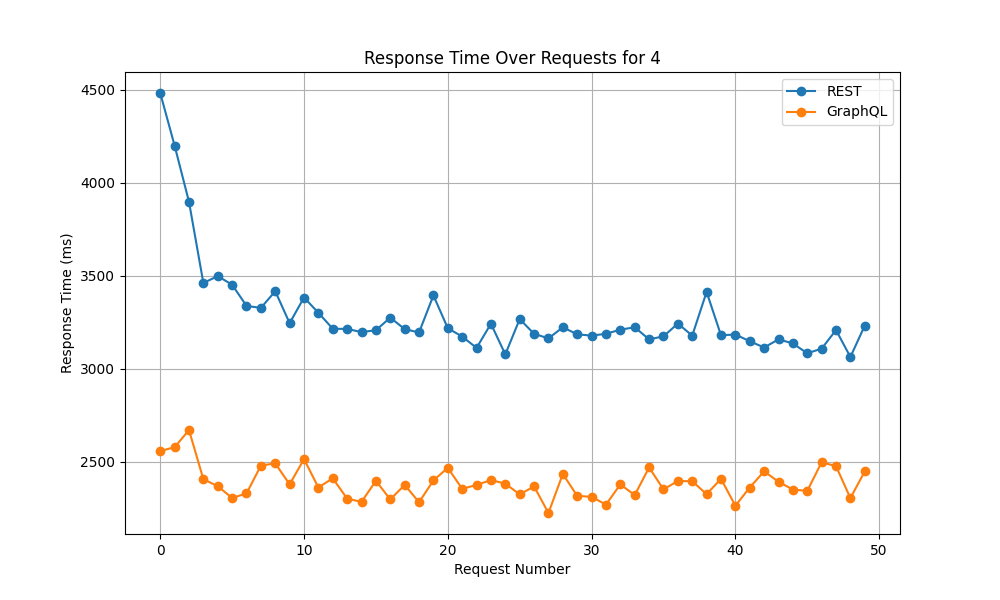 Response Time Over Requests for 4
REST
GraphQL
Response Time (ms)
4500
4000
3500
3000
2500
0 10 20 30 40 50
Request Number